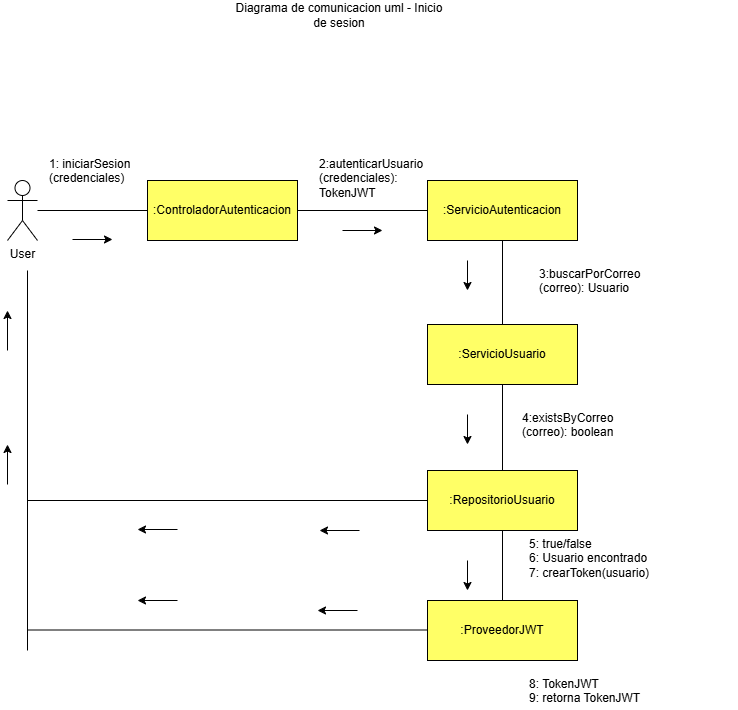 Diagrama de comunicacion uml - Inicio
de sesion
1: iniciarSesion
(credenciales)
2:autenticarUsuario
(credenciales):
TokenJWT
:ControladorAutenticacion
:ServicioAutenticacion
User
3:buscarPorCorreo
(correo): Usuario
:ServicioUsuario
4:existsByCorreo
(correo): boolean
:RepositorioUsuario
5: true/false
6: Usuario encontrado
7: crearToken(usuario)
:ProveedorJWT
8: TokenJWT
9: retorna TokenJWT